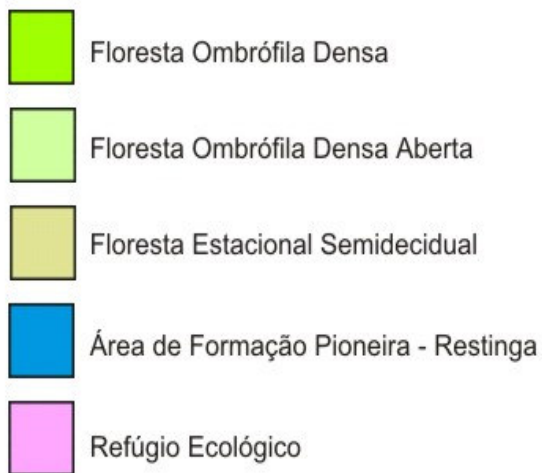 Floresta Ombrófila Densa
Floresta Ombrófila Densa Aberta
Floresta Estacional Semidecidual
Área de Formação Pioneira - Restinga
Refúgio Ecológico